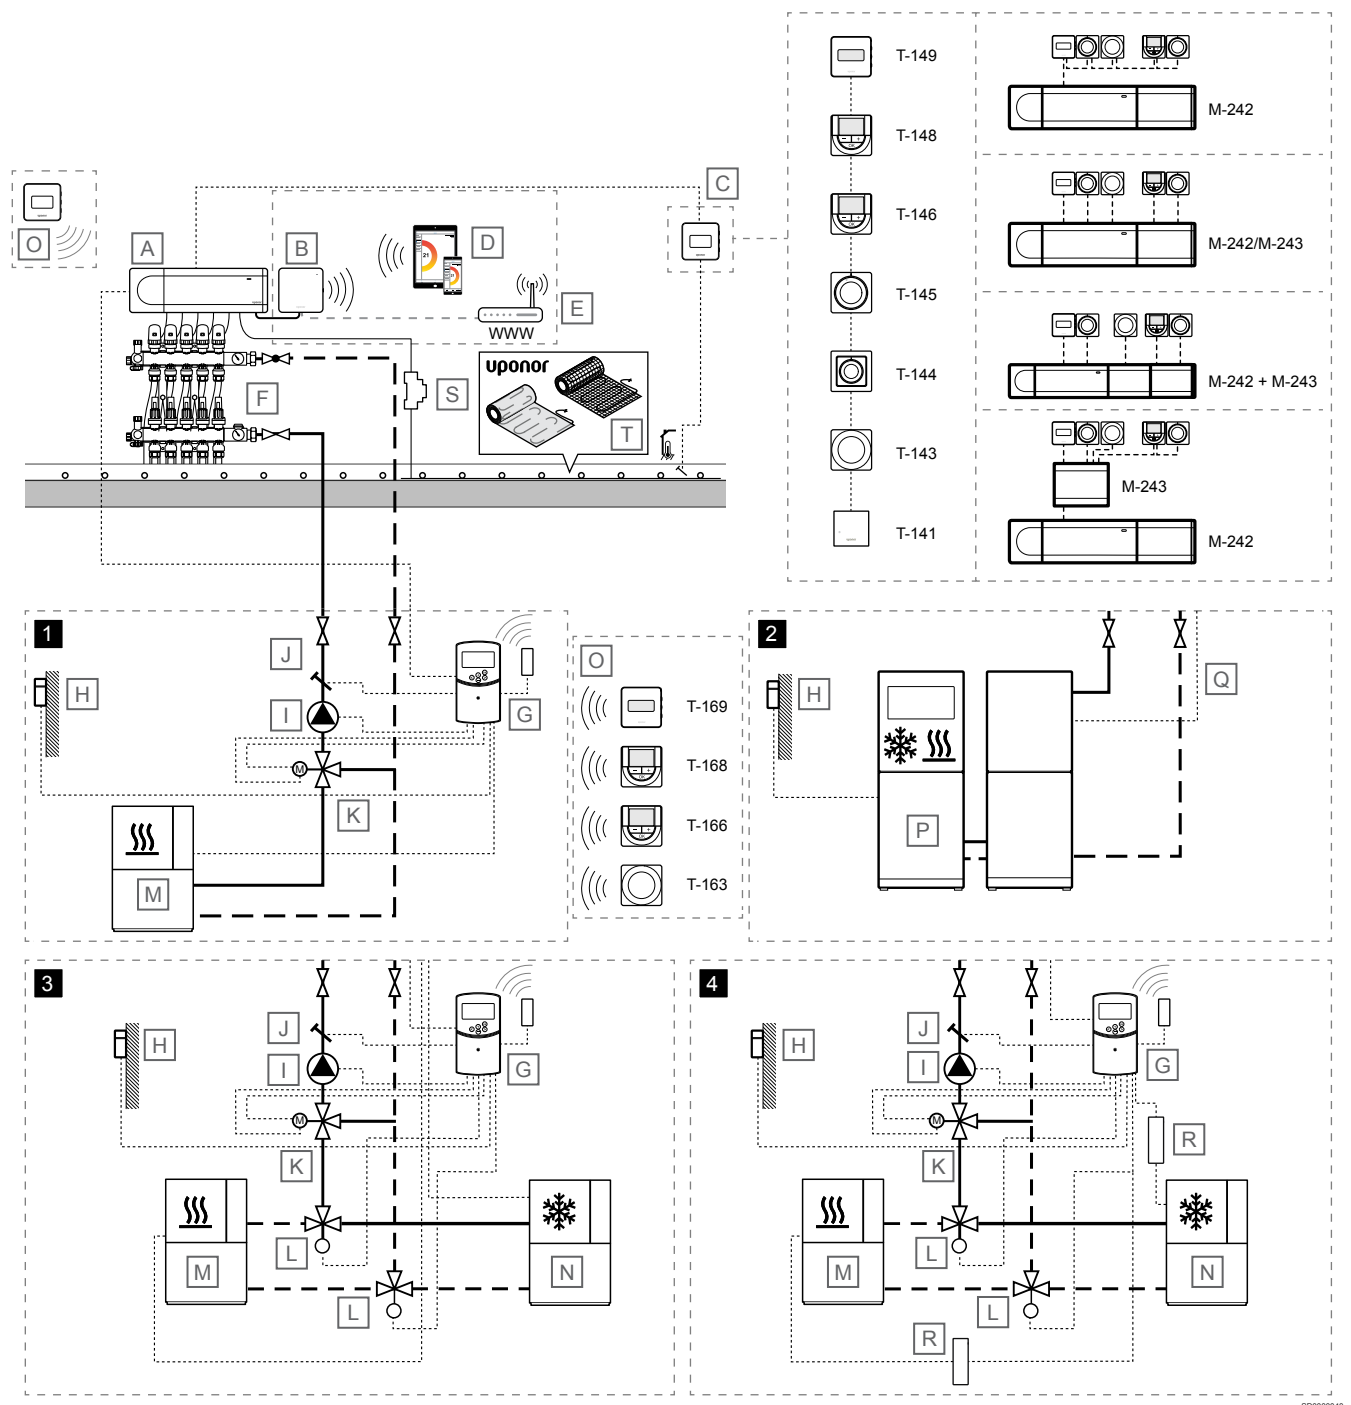 T-149
M-242
T-148
C
O
A
B
D
T-146
M-242/M-243
E
WWW
T-145
uponor
F
S
T
T-144
M-242 + M-243
T-143
M-243
T-141
M-242
1
J
H
I
G
M
K
M
O
T-169
T-168
T-166
T-163
2
H
Q
P
3
J
H
I
G
M
K
M
L
N
L
4
J
H
I
G
M
R
K
M
L
N
L
R